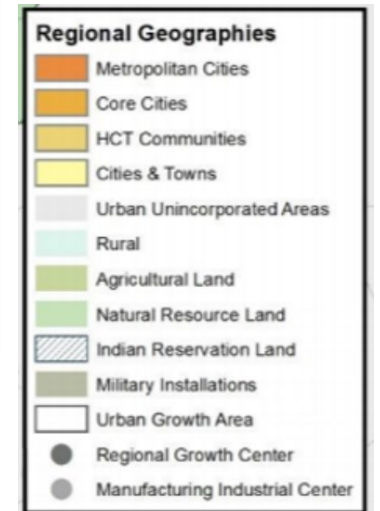 Regional Geographies
Metropolitan Cities
Core Cities
HCT Communities
Cities & Towns
Urban Unincorporated Areas
Rural
Agricultural Land
Natural Resource Land
Indian Reservation Land
Military Installations
Urban Growth Area
Regional Growth Center
Manufacturing Industrial Center